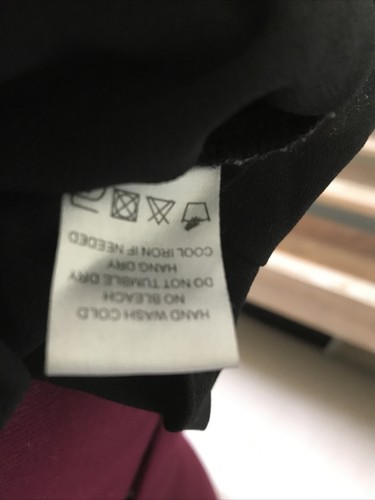 HAND WASH COLD
NO BLEACH
DO NOT TUMBLE DRY
HANG DRY
COOL IRON IF NEEDED